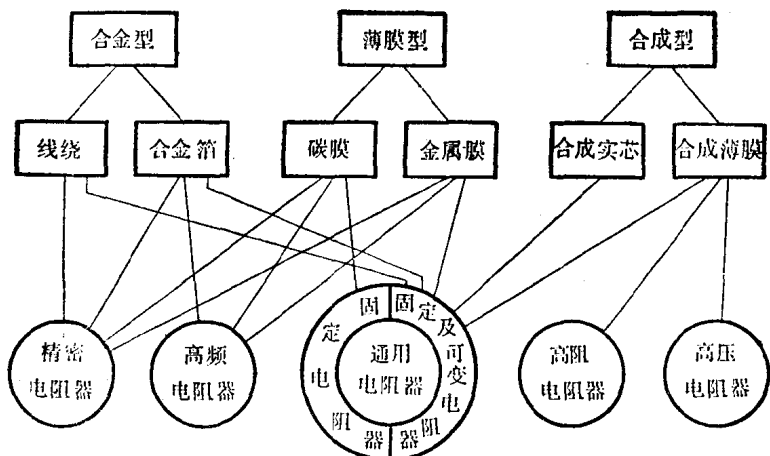 合金型
薄膜型
合成型
线绕
合金箔
碳膜
金属膜
合成实芯
合成薄膜
精密
电阻器
高频
电阻器
固定电阻器
固定及可变电阻器
通用
电阻器
高阻
电阻器
高压
电阻器